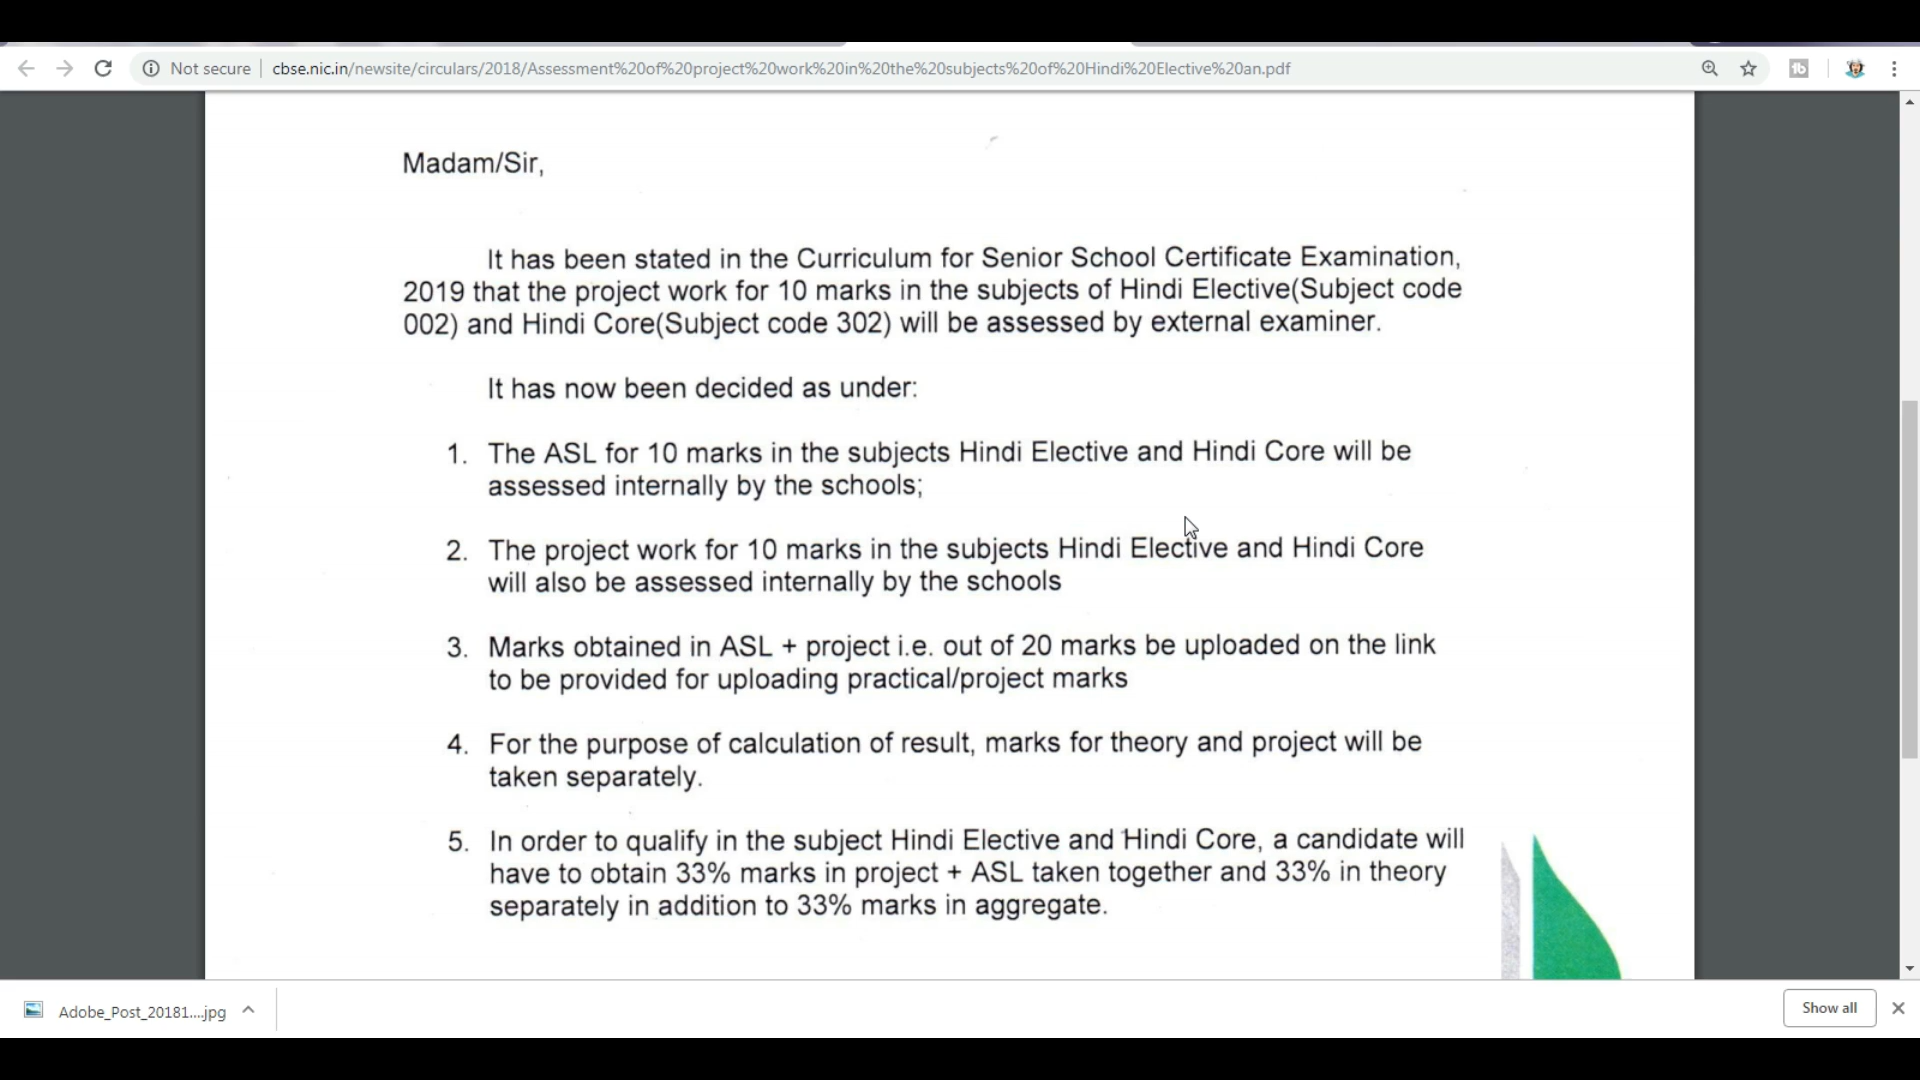 Not secure
cbse.nic.in/newsite/circulars/2018/Assessment%20of%20project%20work%20in%20the%20subjects%20of%20Hindi%20Elective%20an.pdf
Madam/Sir,
It has been stated in the Curriculum for Senior School Certificate Examination,
2019 that the project work for 10 marks in the subjects of Hindi Elective(Subject code
002) and Hindi Core(Subject code 302) will be assessed by external examiner.
It has now been decided as under:
1. The ASL for 10 marks in the subjects Hindi Elective and Hindi Core will be
assessed internally by the schools;
2. The project work for 10 marks in the subjects Hindi Elective and Hindi Core
will also be assessed internally by the schools
3. Marks obtained in ASL + project i.e. out of 20 marks be uploaded on the link
to be provided for uploading practical/project marks
4. For the purpose of calculation of result, marks for theory and project will be
taken separately.
5. In order to qualify in the subject Hindi Elective and Hindi Core, a candidate will
have to obtain 33% marks in project + ASL taken together and 33% in theory
separately in addition to 33% marks in aggregate.
Adobe_Post_20181....jpg
Show all